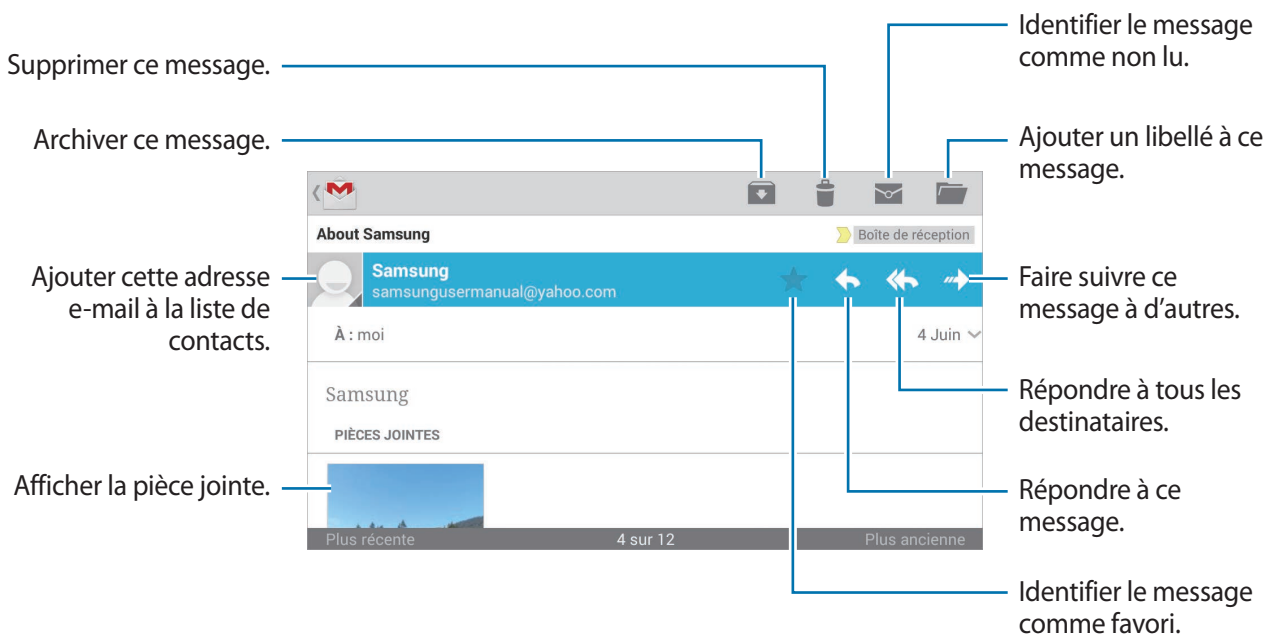 Identifier le message
comme non lu.
Supprimer ce message.
Archiver ce message.
Ajouter un libellé à ce
message.
About Samsung
Boîte de réception
Samsung
samsungusermanual@yahoo.com
Ajouter cette adresse
e-mail à la liste de
contacts.
Faire suivre ce
message à d'autres.
À : moi
4 Juin
Samsung
PIÈCES JOINTES
Répondre à tous les
destinataires.
Afficher la pièce jointe.
Répondre à ce
message.
Plus récente
4 sur 12
Plus ancienne
Identifier le message
comme favori.